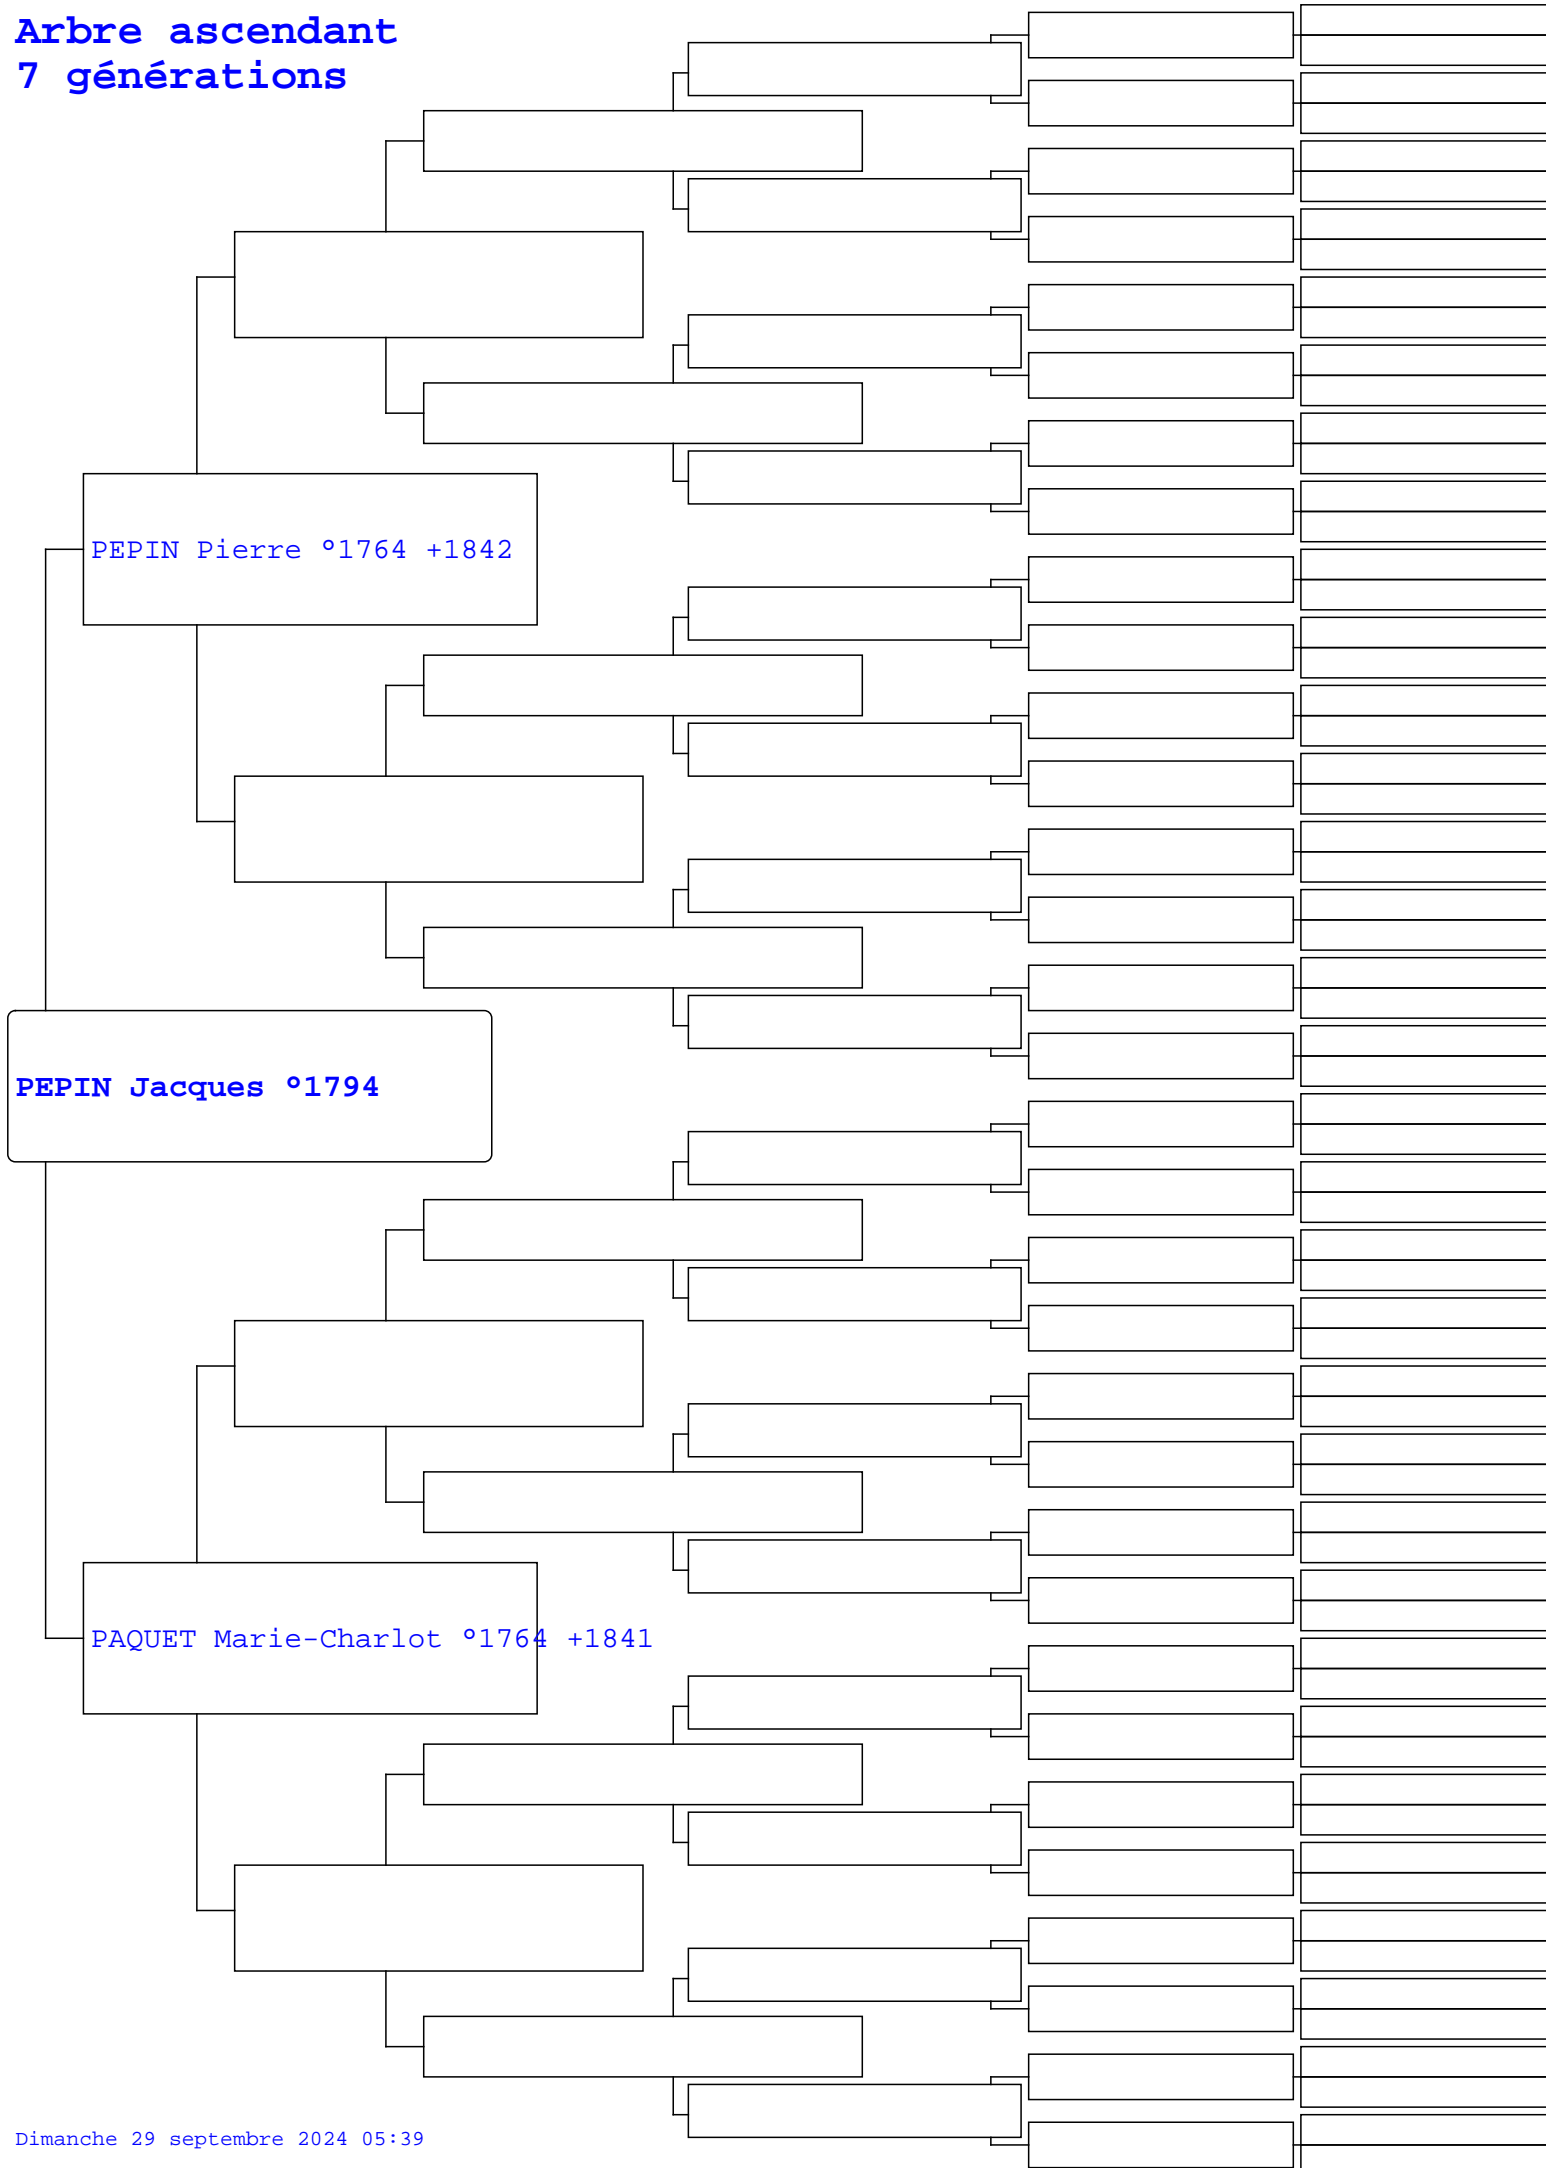 Arbre ascendant
7 générations
PEPIN Pierre °1764 +1842
PEPIN Jacques °1794
PAQUET Marie-Charlot °1764 +1841
Dimanche 29 septembre 2024 05:39